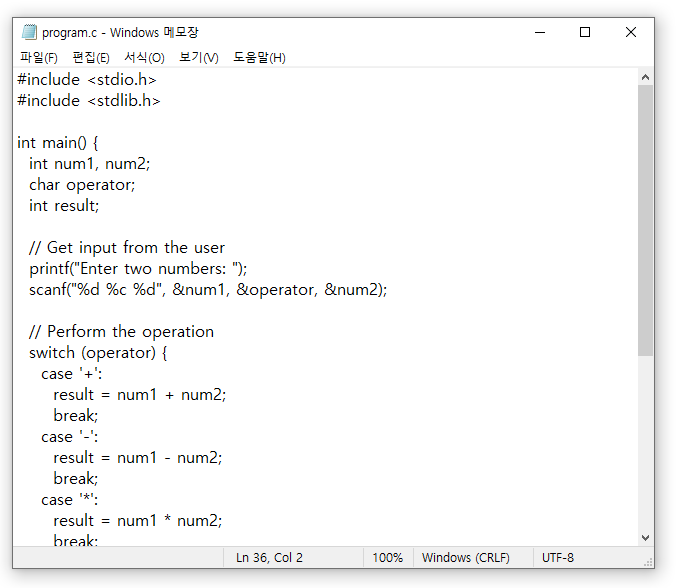 program.c - Windows 메모장
파일(F) 편집(E) 서식(O) 보기(V) 도움말(H)
#include <stdio.h>
#include <stdlib.h>

int main() {
  int num1, num2;
  char operator;
  int result;

  // Get input from the user
  printf("Enter two numbers: ");
  scanf("%d %c %d", &num1, &operator, &num2);

  // Perform the operation
  switch (operator) {
    case '+':
      result = num1 + num2;
      break;
    case '-':
      result = num1 - num2;
      break;
    case '*':
      result = num1 * num2;
      break;
Ln 36, Col 2 100% Windows (CRLF) UTF-8